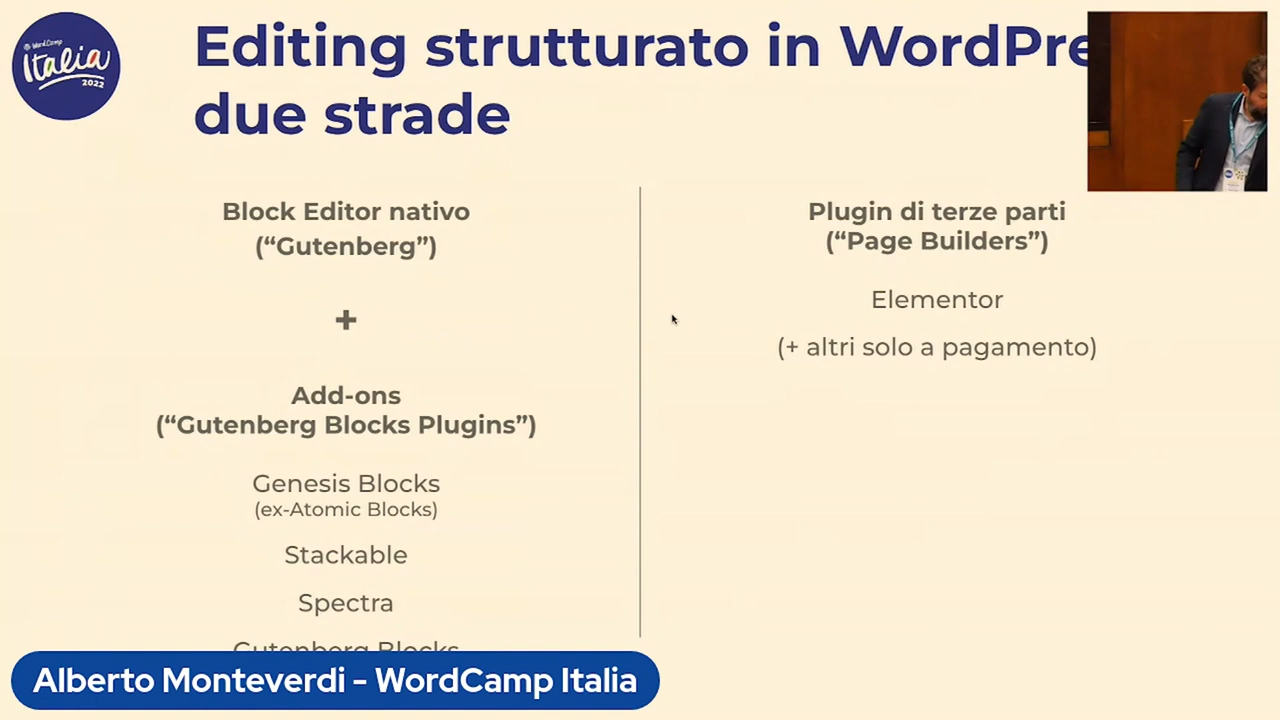 WordCamp
Italia
2022
Editing strutturato in WordPre
due strade
Block Editor nativo
(“Gutenberg”)
+
Add-ons
(“Gutenberg Blocks Plugins”)
Genesis Blocks
(ex-Atomic Blocks)
Stackable
Spectra
Gutenberg Blocks
Plugin di terze parti
(“Page Builders”)
Elementor
(+ altri solo a pagamento)
Alberto Monteverdi - WordCamp Italia